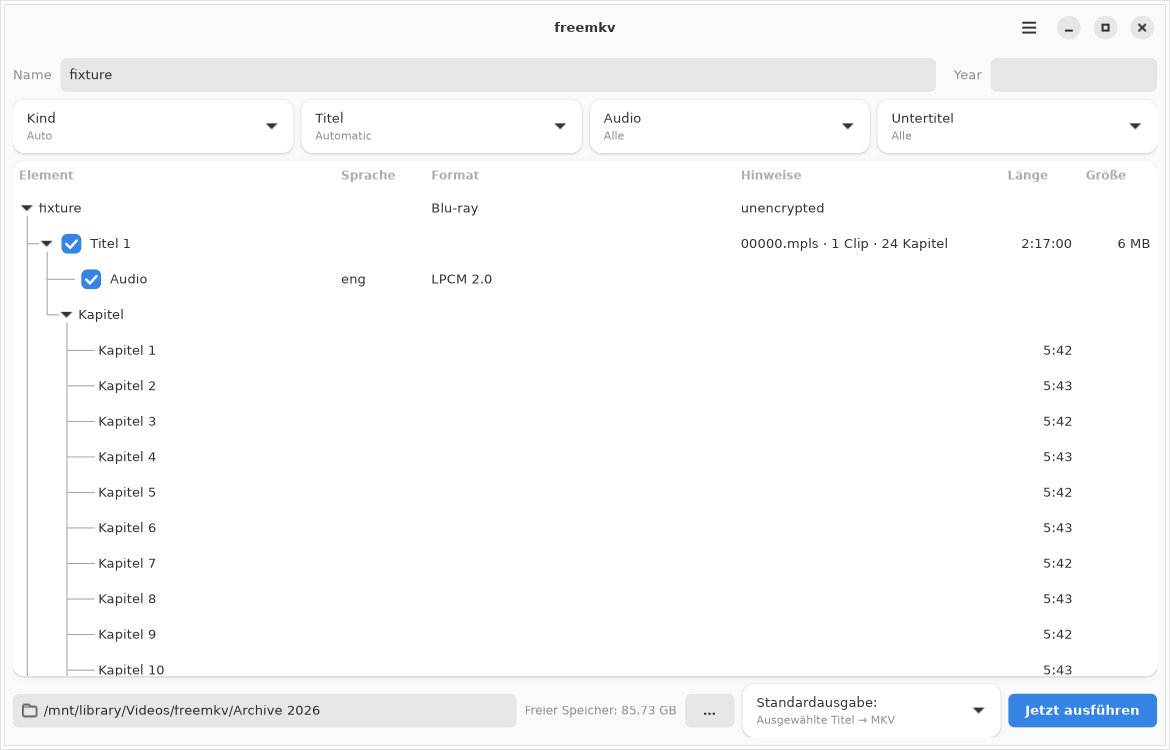 freemkv
Name fixture Year
Kind Titel Audio Untertitel
Auto Automatic Alle Alle
Element Sprache Format Hinweise Länge Größe
fixture Blu-ray unencrypted
Titel 1 00000.mpls · 1 Clip · 24 Kapitel 2:17:00 6 MB
Audio eng LPCM 2.0
Kapitel
Kapitel 1 5:42
Kapitel 2 5:43
Kapitel 3 5:42
Kapitel 4 5:43
Kapitel 5 5:42
Kapitel 6 5:43
Kapitel 7 5:42
Kapitel 8 5:43
Kapitel 9 5:42
Kapitel 10 5:43
/mnt/library/Videos/freemkv/Archive 2026 Freier Speicher: 85.73 GB ... Standardausgabe: Jetzt ausführen
Ausgewählte Titel → MKV